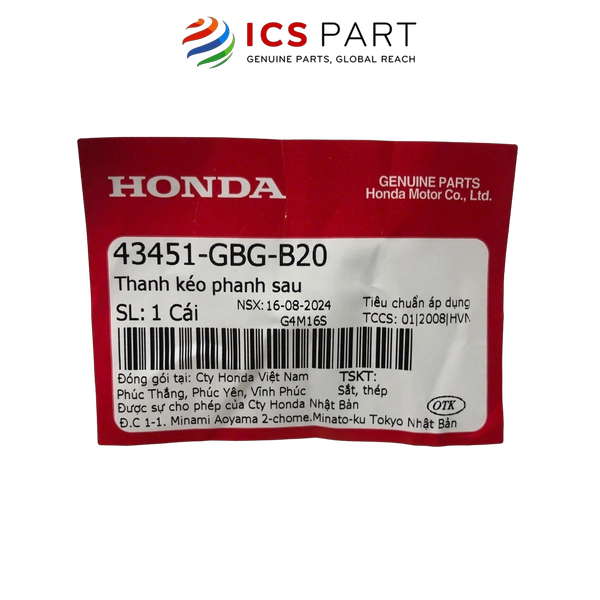 ICS PART
GENUINE PARTS, GLOBAL REACH
HONDA
GENUINE PARTS
Honda Motor Co., Ltd.
43451-GBG-B20
Thanh kéo phanh sau
SL: 1 Cái
NSX: 16-08-2024
G4M16S
Tiêu chuẩn áp dụng
TCCS: 01|2008|HVN
Đóng gói tại: Cty Honda Việt Nam
Phúc Thắng, Phúc Yên, Vĩnh Phúc
TSKT:
Sắt, thép
Được sự cho phép của Cty Honda Nhật Bản
Đ.C 1-1. Minami Aoyama 2-chome.Minato-ku Tokyo Nhật Bản
OTK